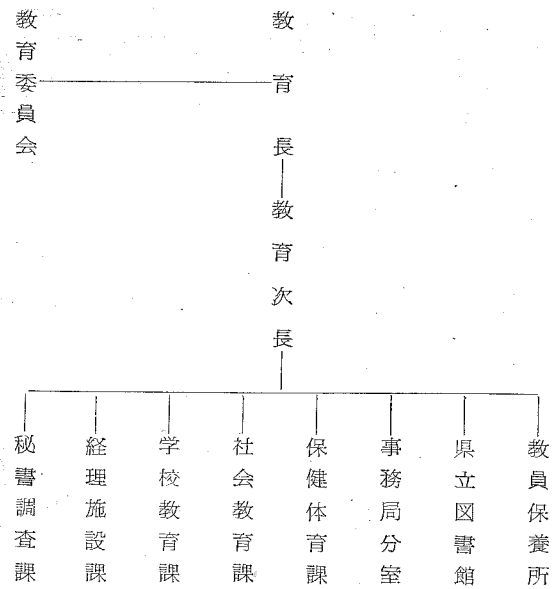 教育委員会
教育長
教育次長
秘書調査課
経理施設課
学校教育課
社会教育課
保健体育課
事務局分室
県立図書館
教員保養所